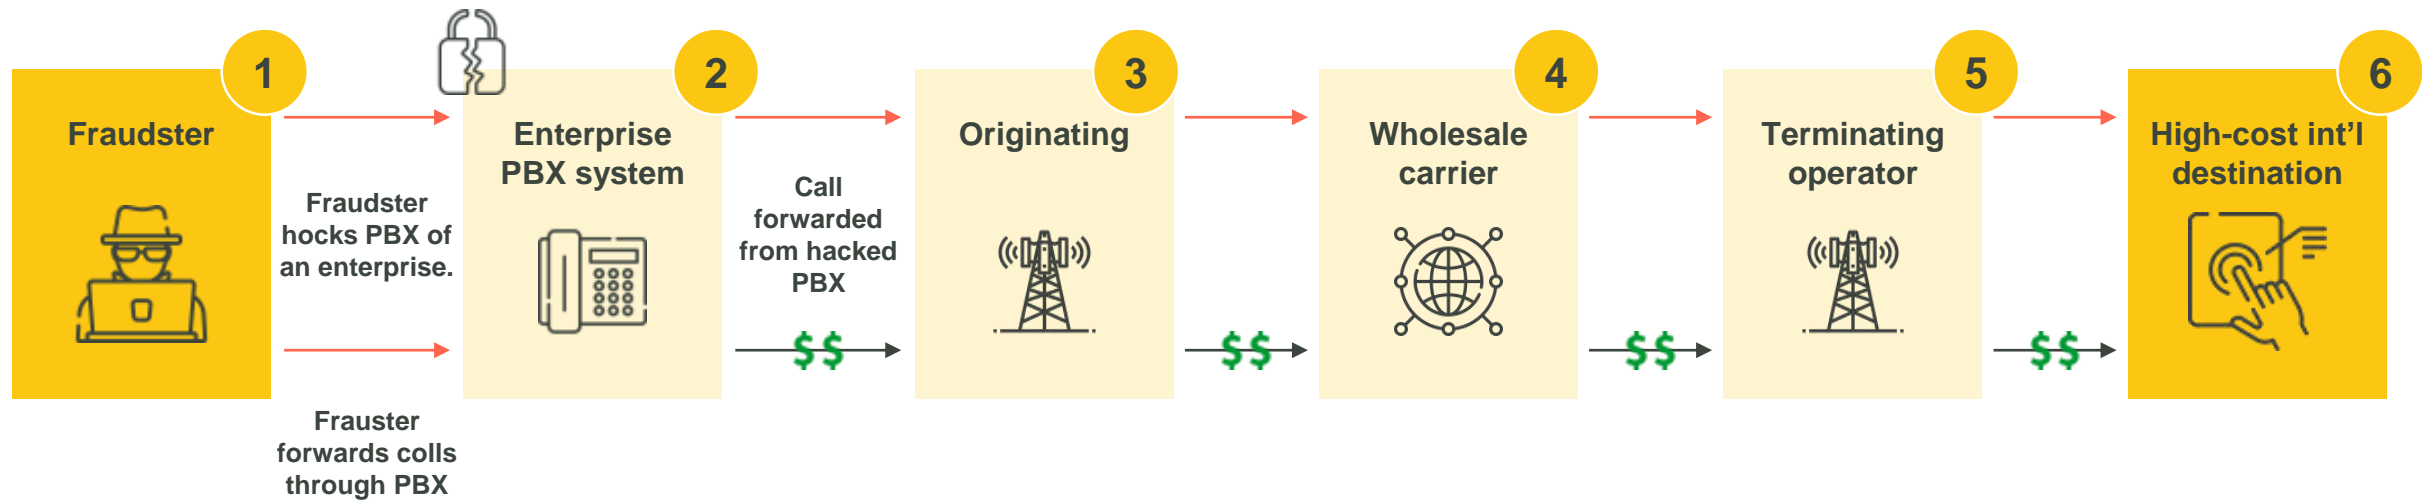 1
Fraudster
Fraudster
hocks PBX of
an enterprise.
Frauster
forwards colls
through PBX
2
Enterprise
PBX system
Call
forwarded
from hacked
PBX
$$
3
Originating
$$
4
Wholesale
carrier
$$
5
Terminating
operator
$$
6
High-cost int’l
destination